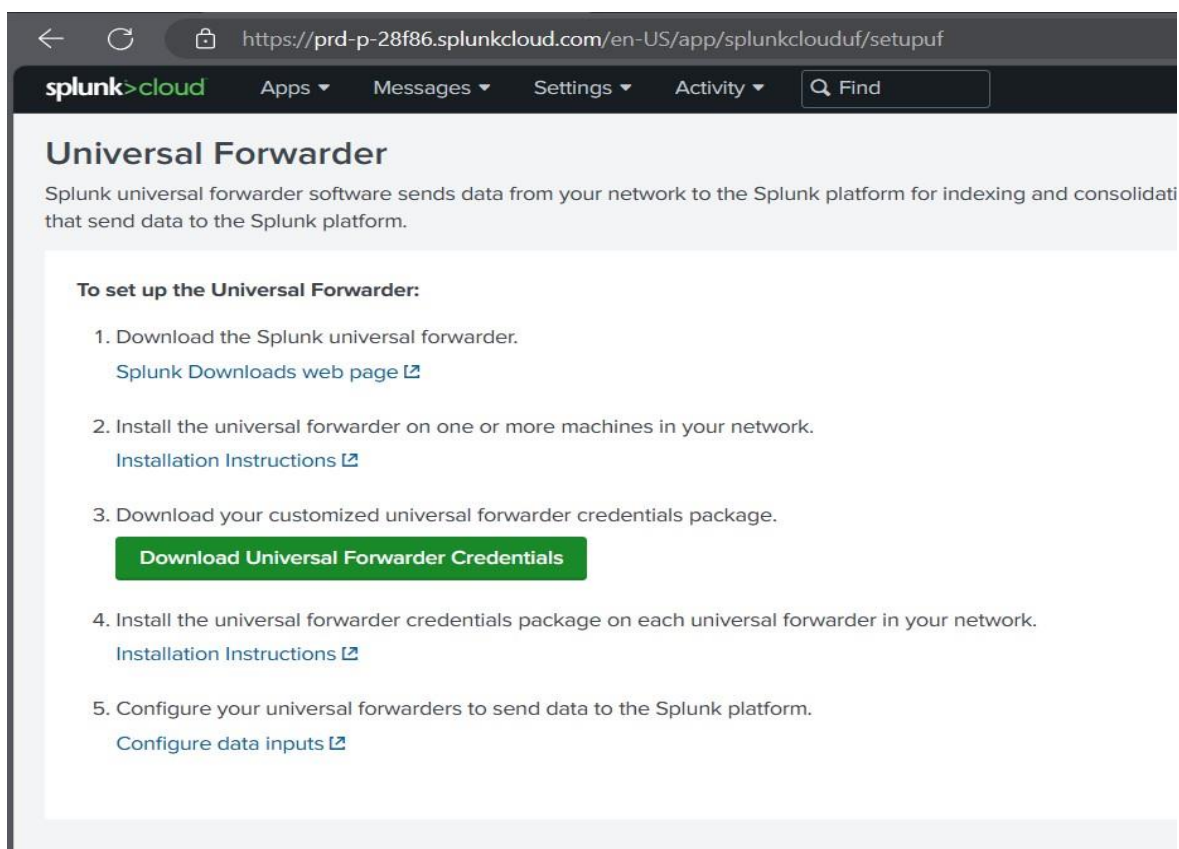 https://prd-p-28f86.splunkcloud.com/en-US/app/splunkclouduf/setupuf
splunk>cloud Apps Messages Settings Activity Find
Universal Forwarder
Splunk universal forwarder software sends data from your network to the Splunk platform for indexing and consolidati
that send data to the Splunk platform.
To set up the Universal Forwarder:
1. Download the Splunk universal forwarder.
Splunk Downloads web page
2. Install the universal forwarder on one or more machines in your network.
Installation Instructions
3. Download your customized universal forwarder credentials package.
Download Universal Forwarder Credentials
4. Install the universal forwarder credentials package on each universal forwarder in your network.
Installation Instructions
5. Configure your universal forwarders to send data to the Splunk platform.
Configure data inputs